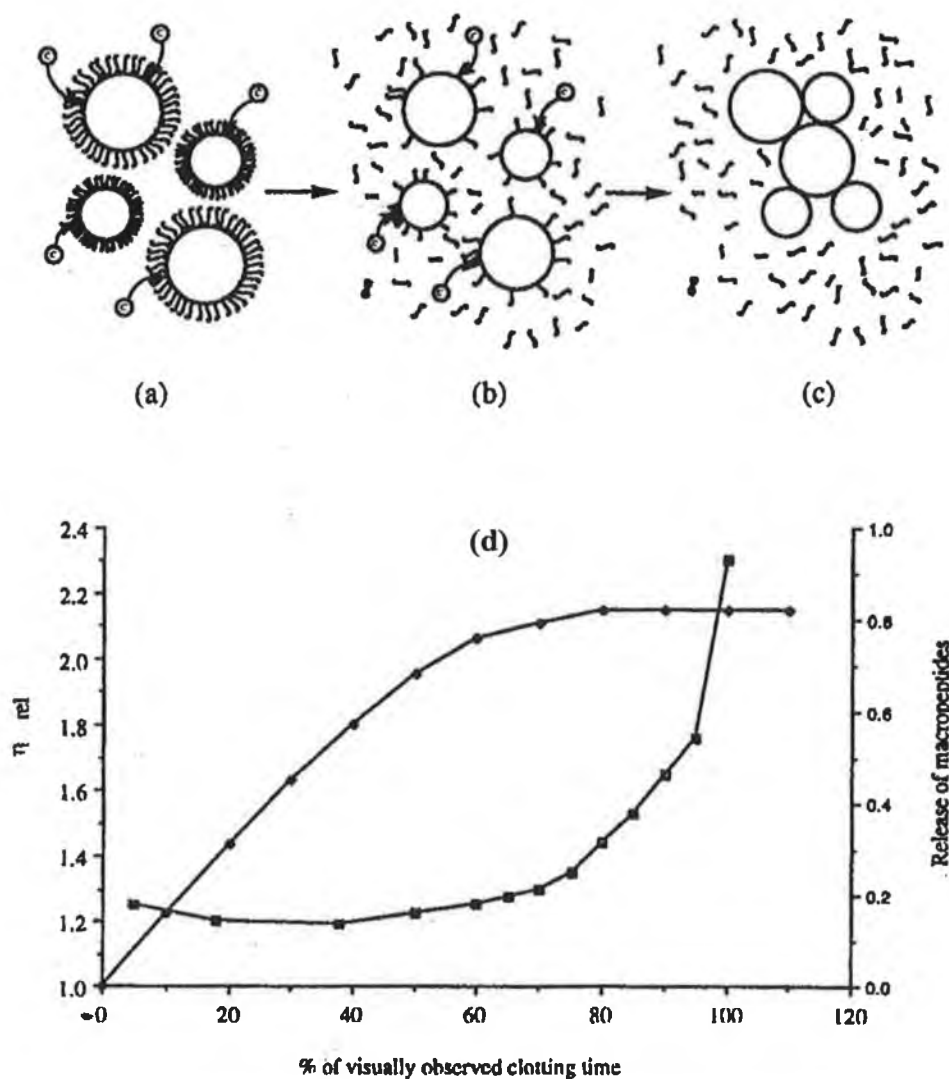 C C C C C
C C C C
(a) (b) (c)
(d)
2.4
2.2
2.0
1.8
1.6
1.4
1.2
1.0
η rel
1.0
0.8
0.6
0.4
0.2
0.0
Release of macropeptides
0 20 40 60 80 100 120
% of visually observed clotting time